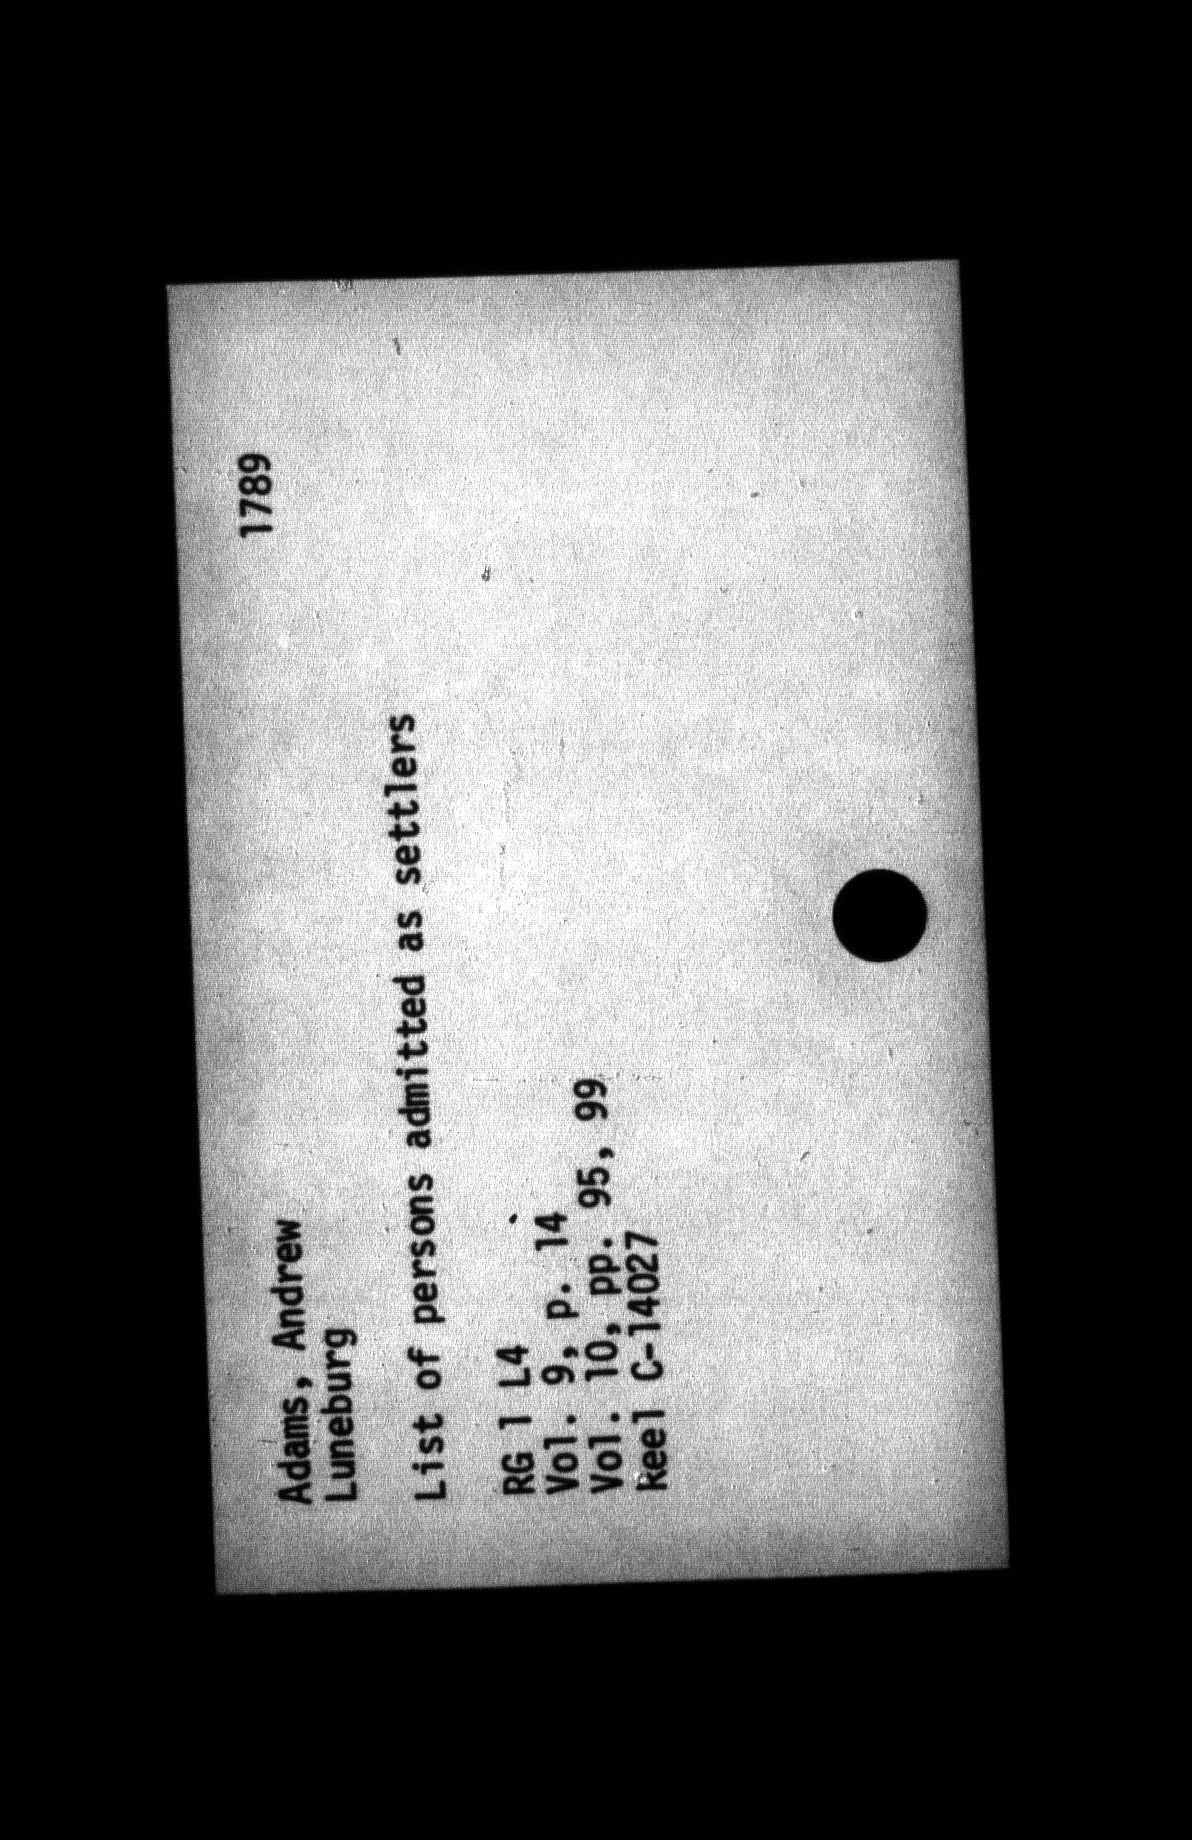 1789
Adams, Andrew
Luneburg
List of persons admitted as settlers
RG 1 L4
Vol. 9, p. 14
Vol. 10, pp. 95, 99
Reel C-14027